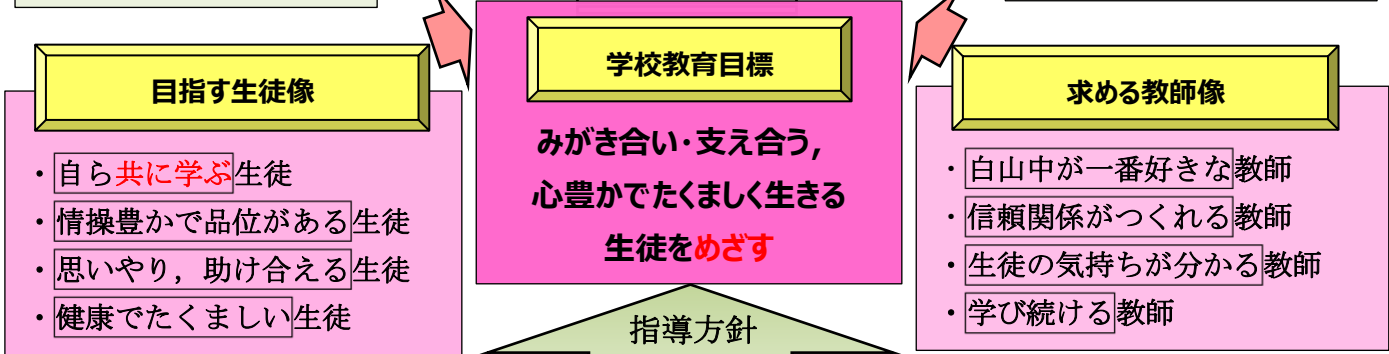 目指す生徒像
・自ら共に学ぶ生徒
・情操豊かで品位がある生徒
・思いやり，助け合える生徒
・健康でたくましい生徒
学校教育目標
みがき合い・支え合う，
心豊かでたくましく生きる
生徒をめざす
指導方針
求める教師像
・白山中が一番好きな教師
・信頼関係がつくれる教師
・生徒の気持ちが分かる教師
・学び続ける教師